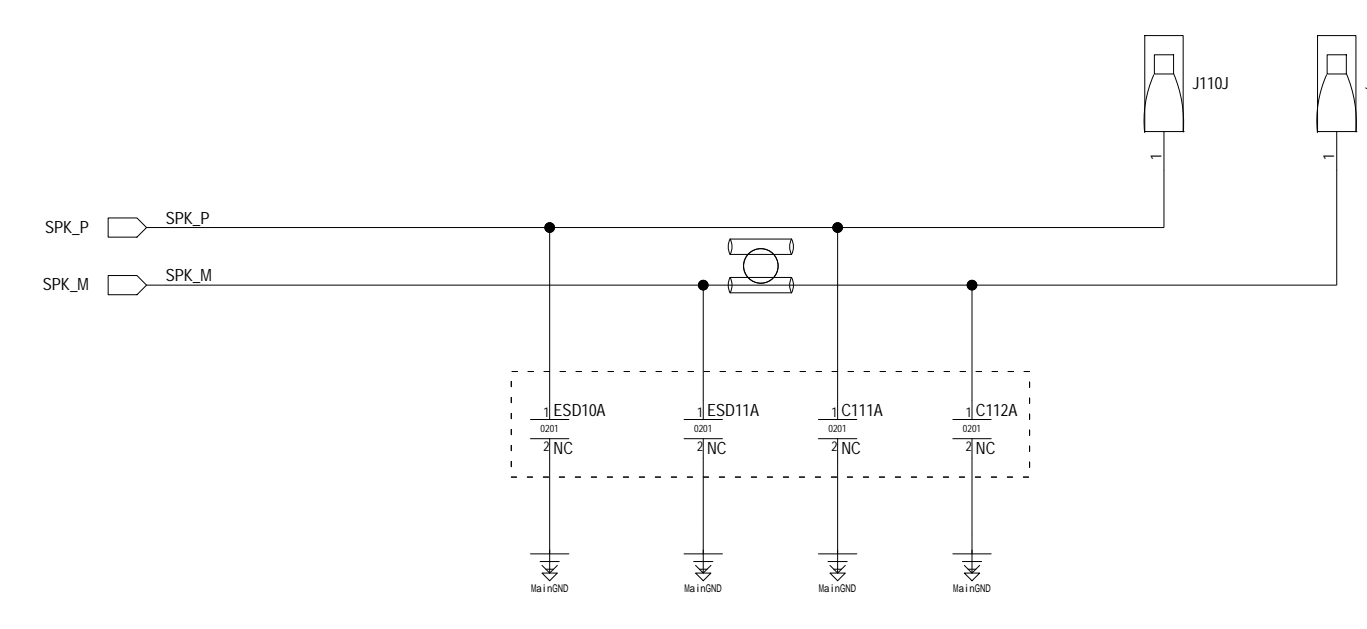 J110J
1
1
SPK_P
SPK_P
SPK_M
SPK_M
1 ESD10A
0201
2 NC
1 ESD11A
0201
2 NC
1 C111A
0201
2 NC
1 C112A
0201
2 NC
MainGND
MainGND
MainGND
MainGND